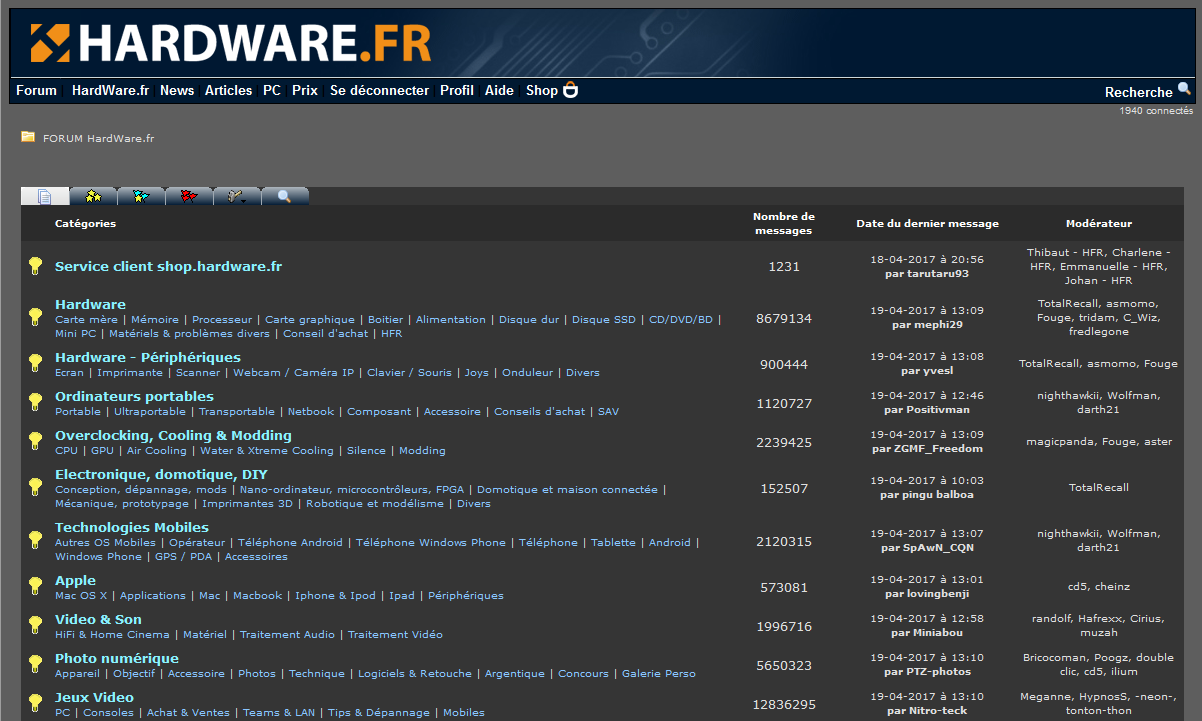 HARDWARE.FR
Forum HardWare.fr News Articles PC Prix Se déconnecter Profil Aide Shop Recherche
1940 connectés
FORUM HardWare.fr
Catégories Nombre de messages Date du dernier message Modérateur
Service client shop.hardware.fr 1231 18-04-2017 à 20:56 par tarutaru93 Thibaut - HFR, Charlene - HFR, Emmanuelle - HFR, Johan - HFR
Hardware
Carte mère | Mémoire | Processeur | Carte graphique | Boitier | Alimentation | Disque dur | Disque SSD | CD/DVD/BD |
Mini PC | Matériels & problèmes divers | Conseil d'achat | HFR
8679134
19-04-2017 à 13:09
par mephi29
TotalRecall, asmomo,
Fouge, tridam, C_Wiz,
fredlegone
Hardware - Périphériques
Ecran | Imprimante | Scanner | Webcam / Caméra IP | Clavier / Souris | Joys | Onduleur | Divers
900444
19-04-2017 à 13:08
par yvesl
TotalRecall, asmomo, Fouge
Ordinateurs portables
Portable | Ultraportable | Transportable | Netbook | Composant | Accessoire | Conseils d'achat | SAV
1120727
19-04-2017 à 12:46
par Positivman
nighthawkii, Wolfman,
darth21
Overclocking, Cooling & Modding
CPU | GPU | Air Cooling | Water & Xtreme Cooling | Silence | Modding
2239425
19-04-2017 à 13:09
par ZGMF_Freedom
magicpanda, Fouge, aster
Electronique, domotique, DIY
Conception, dépannage, mods | Nano-ordinateur, microcontrôleurs, FPGA | Domotique et maison connectée |
Mécanique, prototypage | Imprimantes 3D | Robotique et modélisme | Divers
152507
19-04-2017 à 10:03
par pingu balboa
TotalRecall
Technologies Mobiles
Autres OS Mobiles | Opérateur | Téléphone Android | Téléphone Windows Phone | Téléphone | Tablette | Android |
Windows Phone | GPS / PDA | Accessoires
2120315
19-04-2017 à 13:07
par SpAwN_CQN
nighthawkii, Wolfman,
darth21
Apple
Mac OS X | Applications | Mac | Macbook | Iphone & Ipod | Ipad | Périphériques
573081
19-04-2017 à 13:01
par lovingbenji
cd5, cheinz
Video & Son
HiFi & Home Cinema | Matériel | Traitement Audio | Traitement Vidéo
1996716
19-04-2017 à 12:58
par Miniabou
randolf, Hafrexx, Cirius,
muzah
Photo numérique
Appareil | Objectif | Accessoire | Photos | Technique | Logiciels & Retouche | Argentique | Concours | Galerie Perso
5650323
19-04-2017 à 13:10
par PTZ-photos
Bricocoman, Poogz, double
clic, cd5, ilium
Jeux Video
PC | Consoles | Achat & Ventes | Teams & LAN | Tips & Dépannage | Mobiles
12836295
19-04-2017 à 13:10
par Nitro-teck
Meganne, HypnosS, -neon-,
tonton-thon